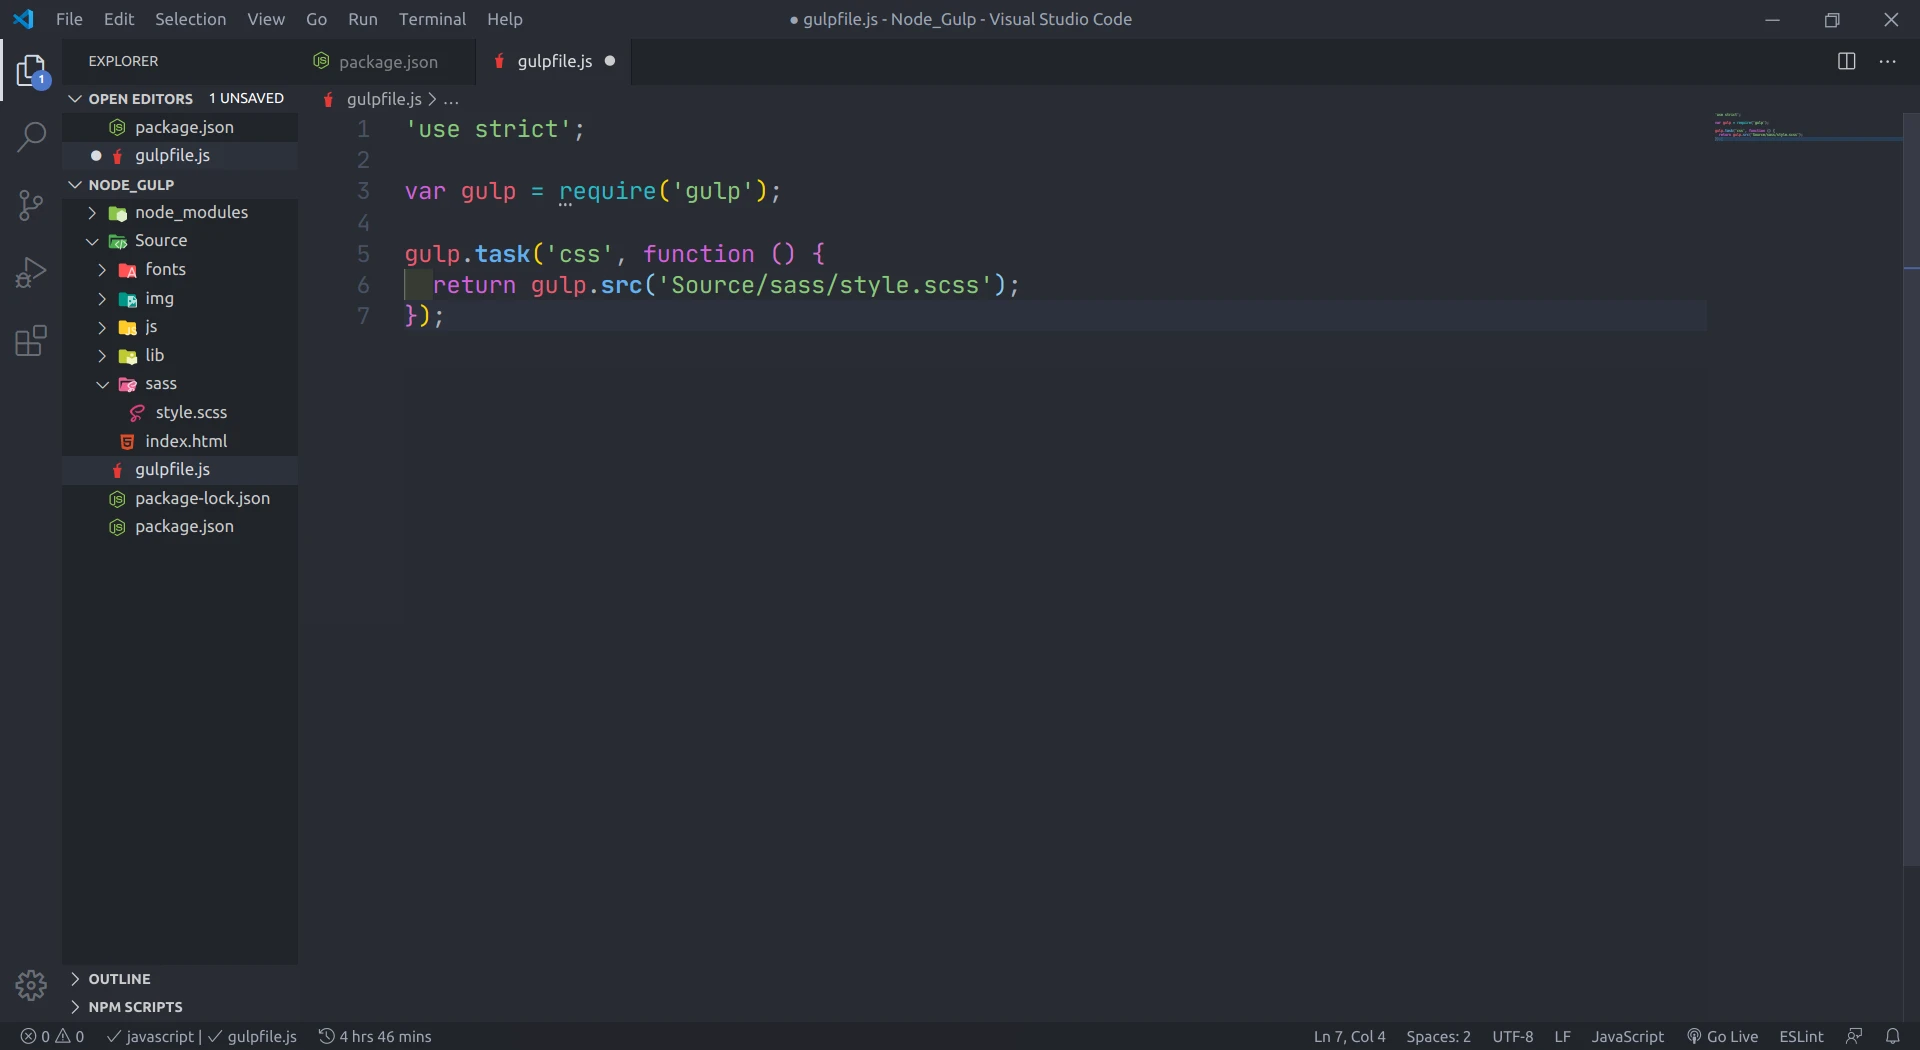 File Edit Selection View Go Run Terminal Help
● gulpfile.js - Node_Gulp - Visual Studio Code
1
EXPLORER
OPEN EDITORS 1 UNSAVED
package.json
gulpfile.js
NODE_GULP
node_modules
Source
fonts
img
js
lib
sass
style.scss
index.html
gulpfile.js
package-lock.json
package.json
OUTLINE
NPM SCRIPTS
package.json
gulpfile.js ●
gulpfile.js > ...
1 'use strict';
2
3 var gulp = require('gulp');
4
5 gulp.task('css', function () {
6   return gulp.src('Source/sass/style.scss');
7 });
0 0 ✓ javascript | ✓ gulpfile.js 4 hrs 46 mins
Ln 7, Col 4 Spaces: 2 UTF-8 LF JavaScript Go Live ESLint